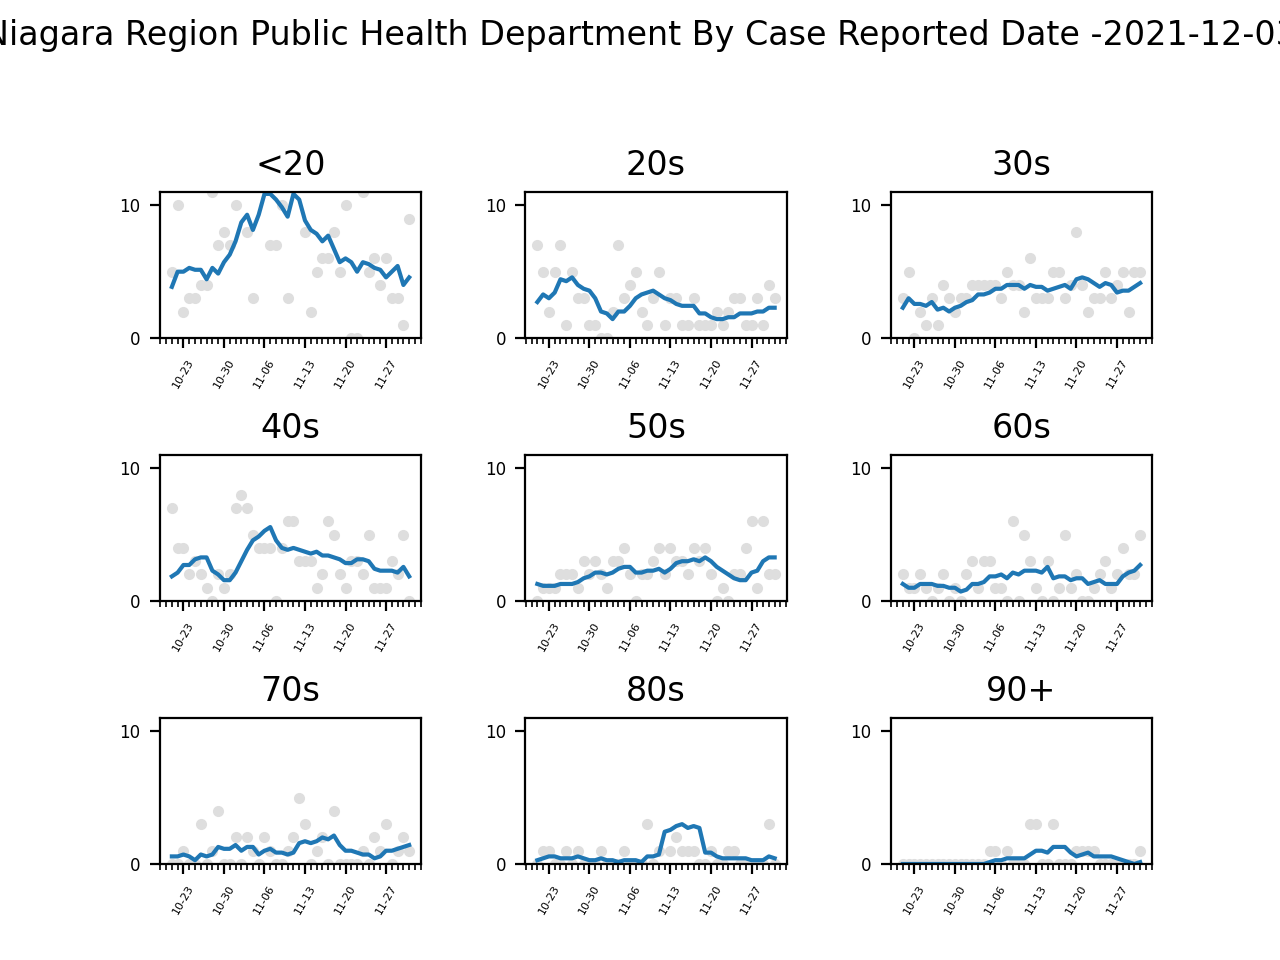 Niagara Region Public Health Department By Case Reported Date -2021-12-03
<20 20s 30s
10 10 10
0 0 0
10-23 10-30 11-06 11-13 11-20 11-27 10-23 10-30 11-06 11-13 11-20 11-27 10-23 10-30 11-06 11-13 11-20 11-27
40s 50s 60s
10 10 10
0 0 0
10-23 10-30 11-06 11-13 11-20 11-27 10-23 10-30 11-06 11-13 11-20 11-27 10-23 10-30 11-06 11-13 11-20 11-27
70s 80s 90+
10 10 10
0 0 0
10-23 10-30 11-06 11-13 11-20 11-27 10-23 10-30 11-06 11-13 11-20 11-27 10-23 10-30 11-06 11-13 11-20 11-27